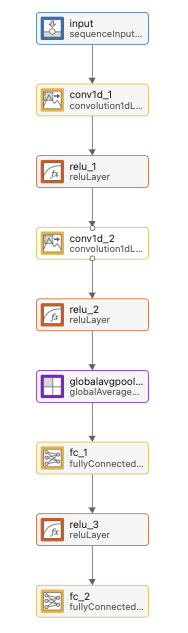 input
sequenceInput...
conv1d_1
convolution1dL...
relu_1
reluLayer
conv1d_2
convolution1dL...
relu_2
reluLayer
globalavgpool...
globalAverage...
fc_1
fullyConnected...
relu_3
reluLayer
fc_2
fullyConnected...